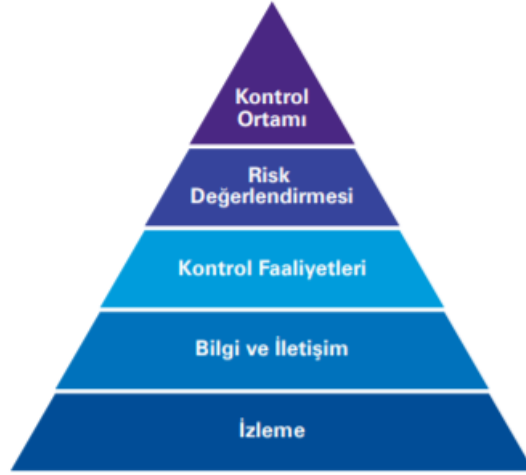 Kontrol
Ortamı
Risk
Değerlendirmesi
Kontrol Faaliyetleri
Bilgi ve İletişim
İzleme